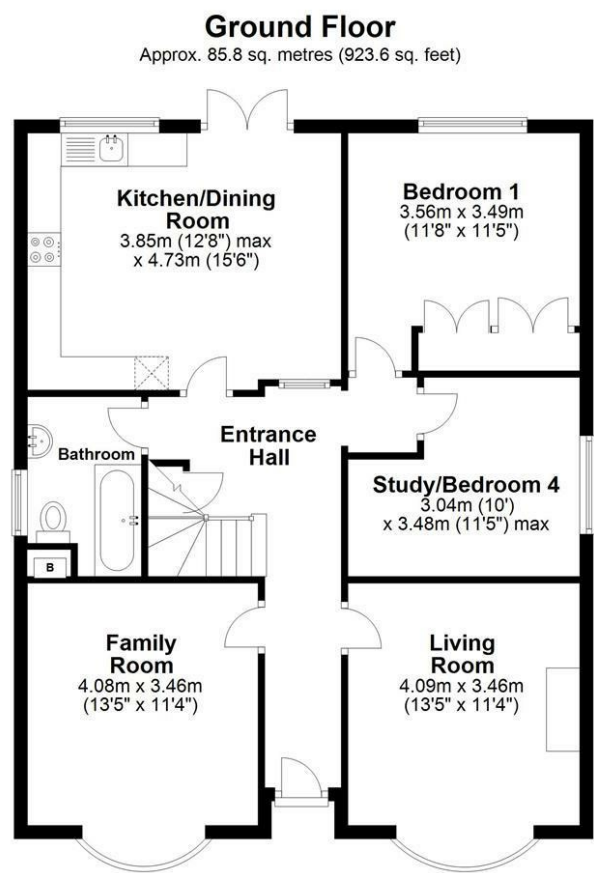 Ground Floor
Approx. 85.8 sq. metres (923.6 sq. feet)
Kitchen/Dining
Room
3.85m (12'8") max
x 4.73m (15'6")
Bedroom 1
3.56m x 3.49m
(11'8" x 11'5")
Entrance
Hall
Bathroom
Study/Bedroom 4
3.04m (10')
x 3.48m (11'5") max
B
Family
Room
4.08m x 3.46m
(13'5" x 11'4")
Living
Room
4.09m x 3.46m
(13'5" x 11'4")